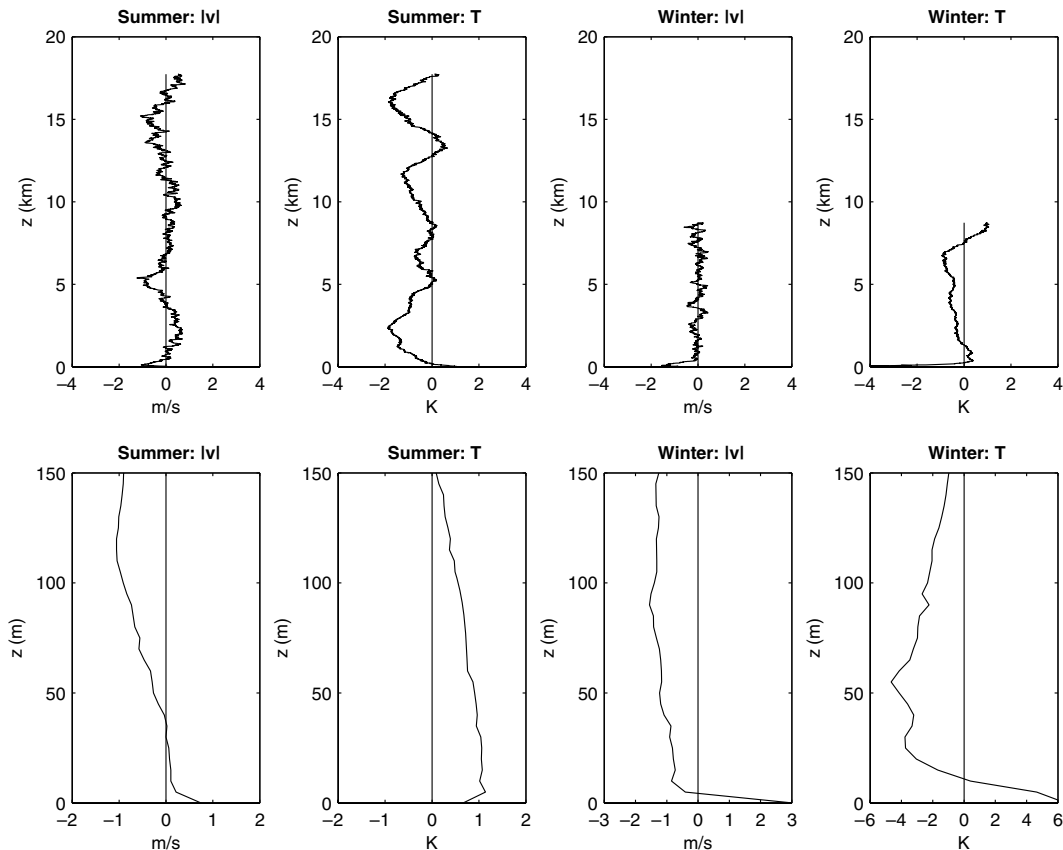 Summer: |v|
Summer: T
Winter: |v|
Winter: T
20
15
10
5
0
z (km)
−4 −2 0 2 4
m/s
20
15
10
5
0
z (km)
−4 −2 0 2 4
K
20
15
10
5
0
z (km)
−4 −2 0 2 4
m/s
20
15
10
5
0
z (km)
−4 −2 0 2 4
K
Summer: |v|
Summer: T
Winter: |v|
Winter: T
150
100
50
0
z (m)
−2 −1 0 1 2
m/s
150
100
50
0
z (m)
−2 −1 0 1 2
K
150
100
50
0
z (m)
−3 −2 −1 0 1 2 3
m/s
150
100
50
0
z (m)
−6 −4 −2 0 2 4 6
K